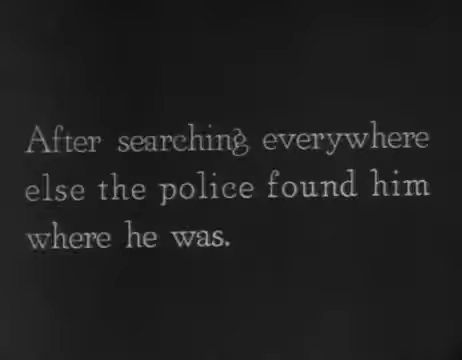 After searching everywhere
else the police found him
where he was.